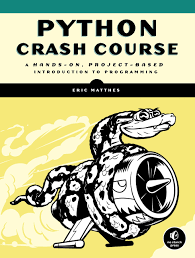 PYTHON
CRASH COURSE
A HANDS-ON, PROJECT-BASED
INTRODUCTION TO PROGRAMMING
ERIC MATTHES